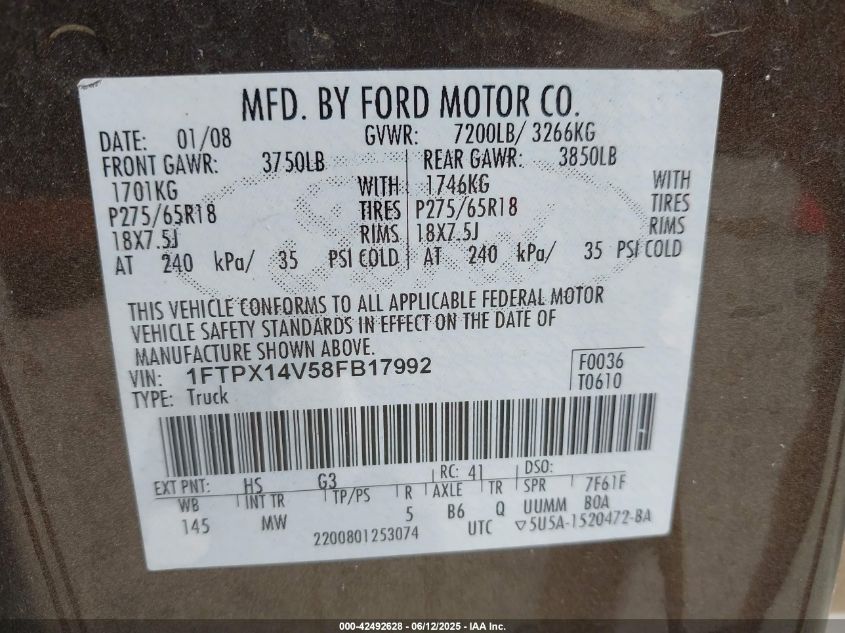 MFD. BY FORD MOTOR CO.
DATE: 01/08 GVWR: 7200LB/ 3266KG
FRONT GAWR: 3750LB REAR GAWR: 3850LB
1701KG WITH 1746KG WITH
P275/65R18 TIRES P275/65R18 TIRES
18X7.5J RIMS 18X7.5J RIMS
AT 240 kPa/ 35 PSI COLD AT 240 kPa/ 35 PSI COLD
THIS VEHICLE CONFORMS TO ALL APPLICABLE FEDERAL MOTOR
VEHICLE SAFETY STANDARDS IN EFFECT ON THE DATE OF
MANUFACTURE SHOWN ABOVE.
VIN: 1FTPX14V58FB17992 F0036
TYPE: Truck T0610
EXT PNT: HS G3 RC: 41 DSO:
WB INT TR TP/PS R AXLE TR SPR 7F61F
145 MW 5 B6 Q UUMM BOA
2200801253074 UTC ▽5U5A-1520472-BA
000-42492628 - 06/12/2025 - IAA Inc.